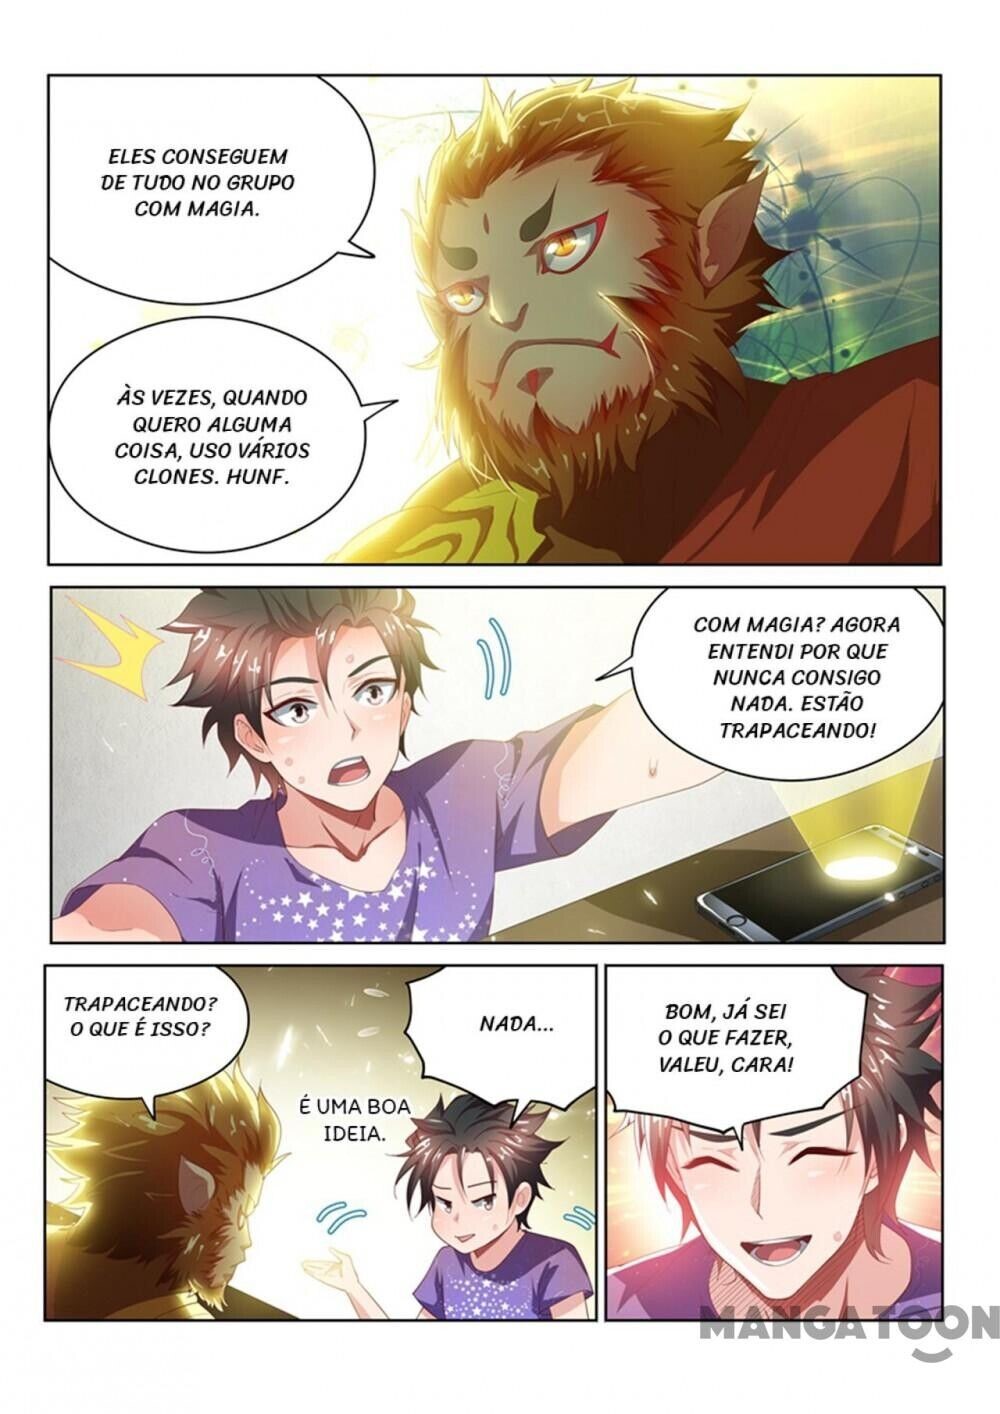 ELES CONSEGUEM
DE TUDO NO GRUPO
COM MAGIA.
ÀS VEZES, QUANDO
QUERO ALGUMA
COISA, USO VÁRIOS
CLONES. HUNF.
COM MAGIA? AGORA
ENTENDI POR QUE
NUNCA CONSIGO
NADA. ESTÃO
TRAPACEANDO!
TRAPACEANDO?
O QUE É ISSO?
NADA...
É UMA BOA
IDEIA.
BOM, JÁ SEI
O QUE FAZER,
VALEU, CARA!
MANGATOON